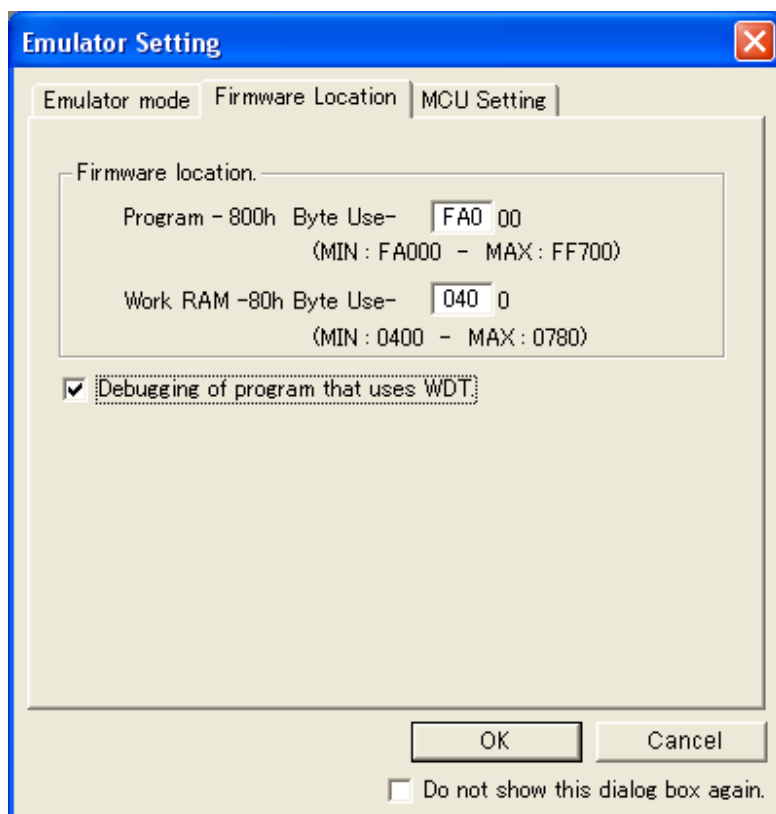 Emulator Setting
Emulator mode Firmware Location MCU Setting
Firmware location.
Program - 800h Byte Use- FA0 00
(MIN : FA000 - MAX : FF700)
Work RAM -80h Byte Use- 040 0
(MIN : 0400 - MAX : 0780)
Debugging of program that uses WDT.
OK Cancel
Do not show this dialog box again.